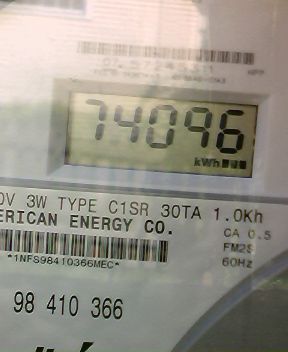 74096
kWh
0V 3W TYPE C1SR 30TA 1.0Kh
ERICAN ENERGY CO.
CA 0.5
FM2S
60Hz
*1NFS98410366MEC*
98 410 366